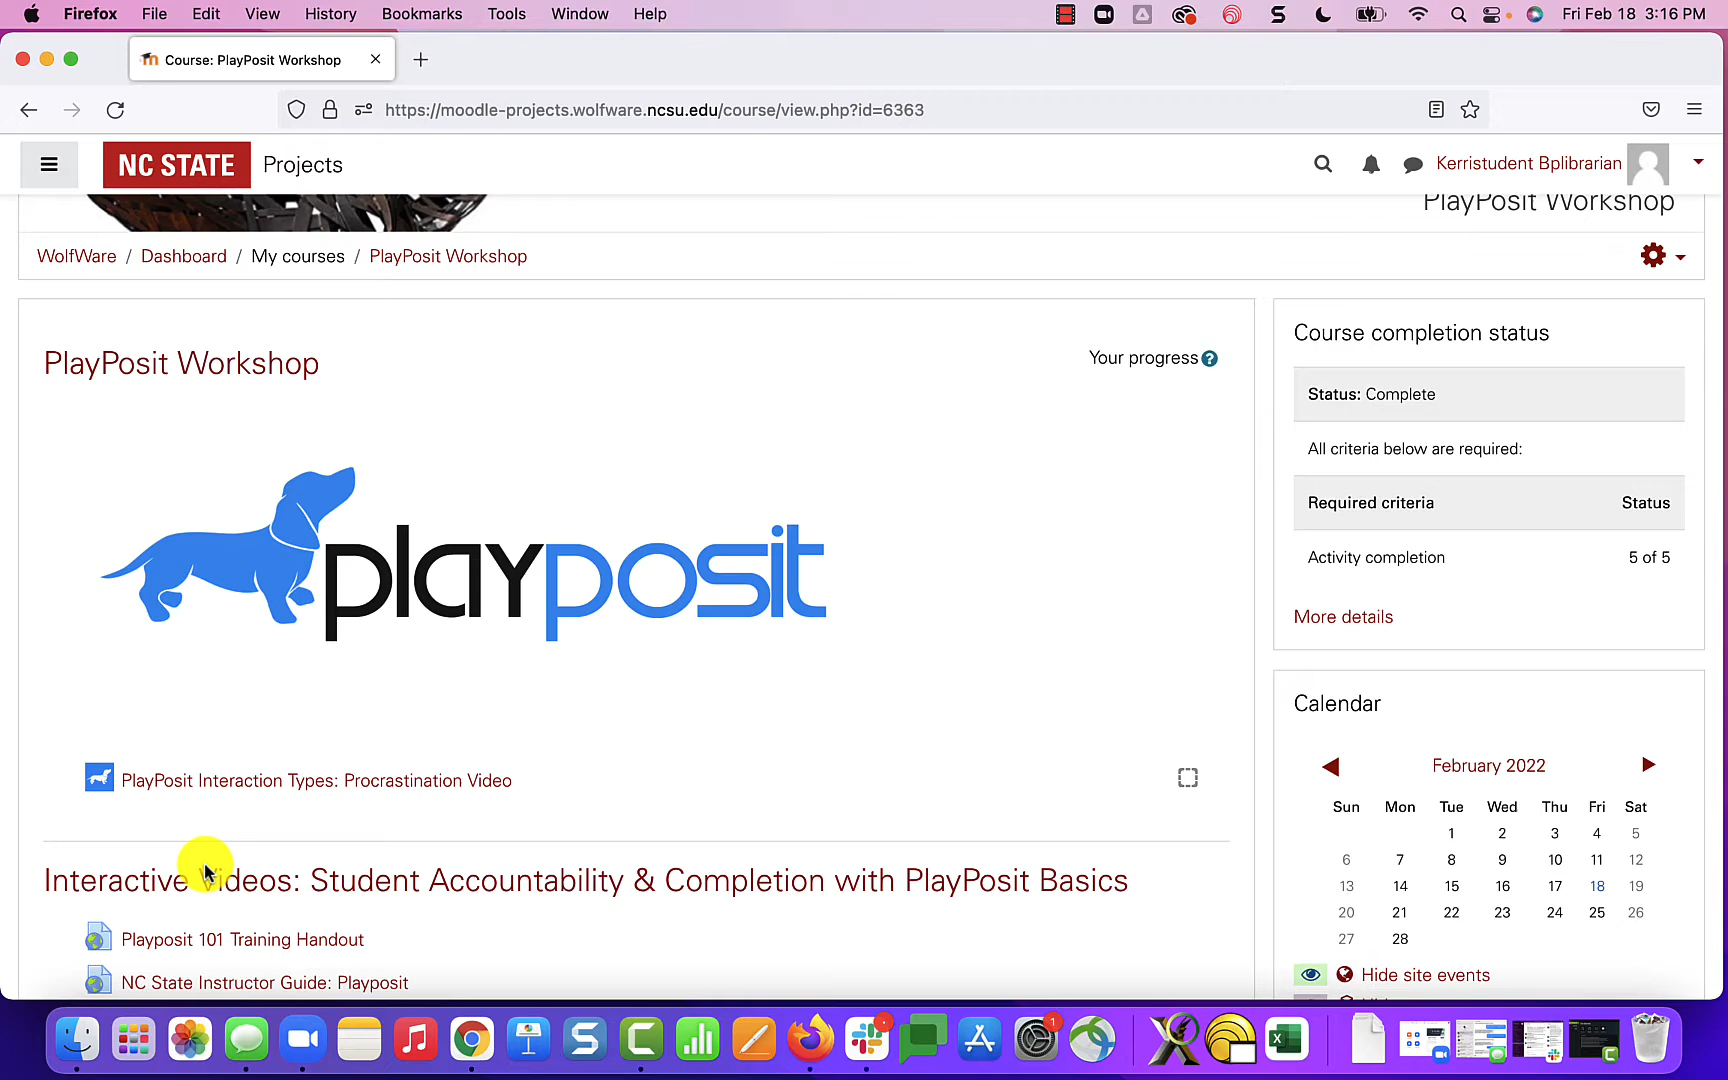 Firefox File Edit View History Bookmarks Tools Window Help Fri Feb 18 3:16 PM
Course: PlayPosit Workshop
https://moodle-projects.wolfware.ncsu.edu/course/view.php?id=6363
NC STATE Projects Kerristudent Bplibrarian
PlayPosit Workshop
WolfWare / Dashboard / My courses / PlayPosit Workshop
PlayPosit Workshop
Your progress
playposit
PlayPosit Interaction Types: Procrastination Video
Interactive Videos: Student Accountability & Completion with PlayPosit Basics
Playposit 101 Training Handout
NC State Instructor Guide: Playposit
Course completion status
Status: Complete
All criteria below are required:
Required criteria Status
Activity completion 5 of 5
More details
Calendar
February 2022
Sun Mon Tue Wed Thu Fri Sat
1 2 3 4 5
6 7 8 9 10 11 12
13 14 15 16 17 18 19
20 21 22 23 24 25 26
27 28
Hide site events
1